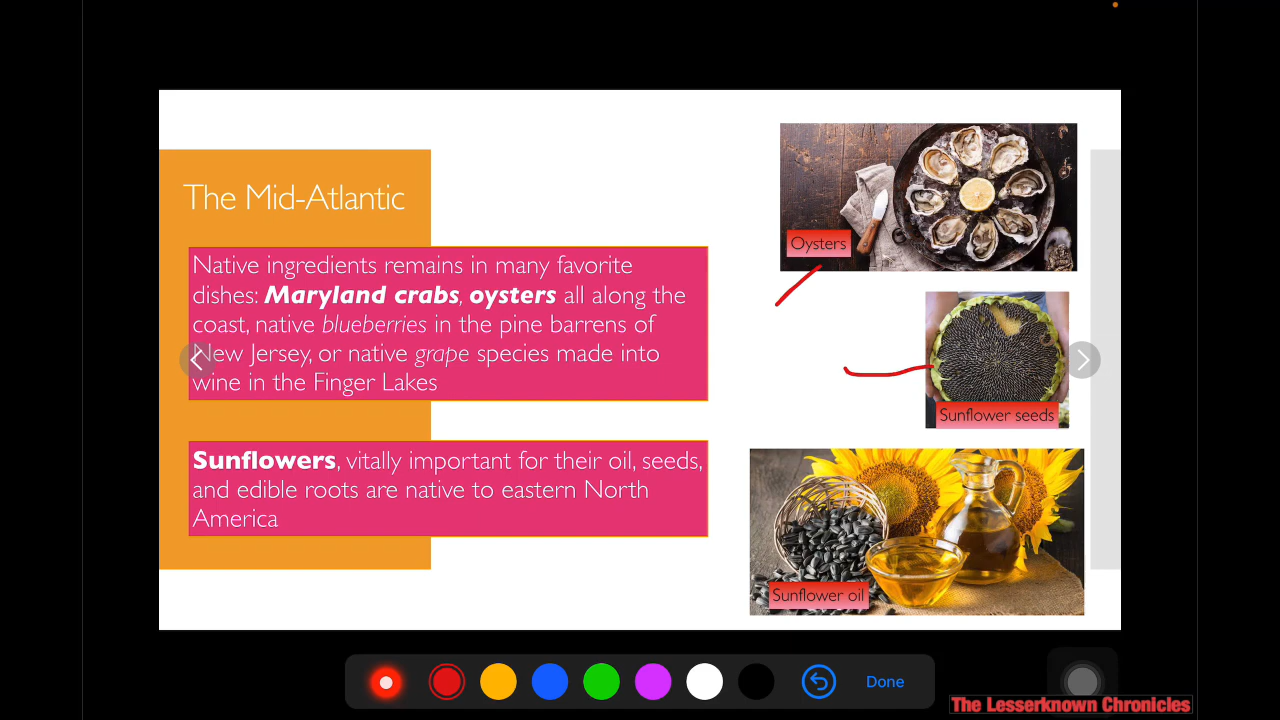 The Mid-Atlantic
Native ingredients remains in many favorite
dishes: Maryland crabs, oysters all along the
coast, native blueberries in the pine barrens of
New Jersey, or native grape species made into
wine in the Finger Lakes
Sunflowers, vitally important for their oil, seeds,
and edible roots are native to eastern North
America
Oysters
Sunflower seeds
Sunflower oil
Done
The Lesserknown Chronicles